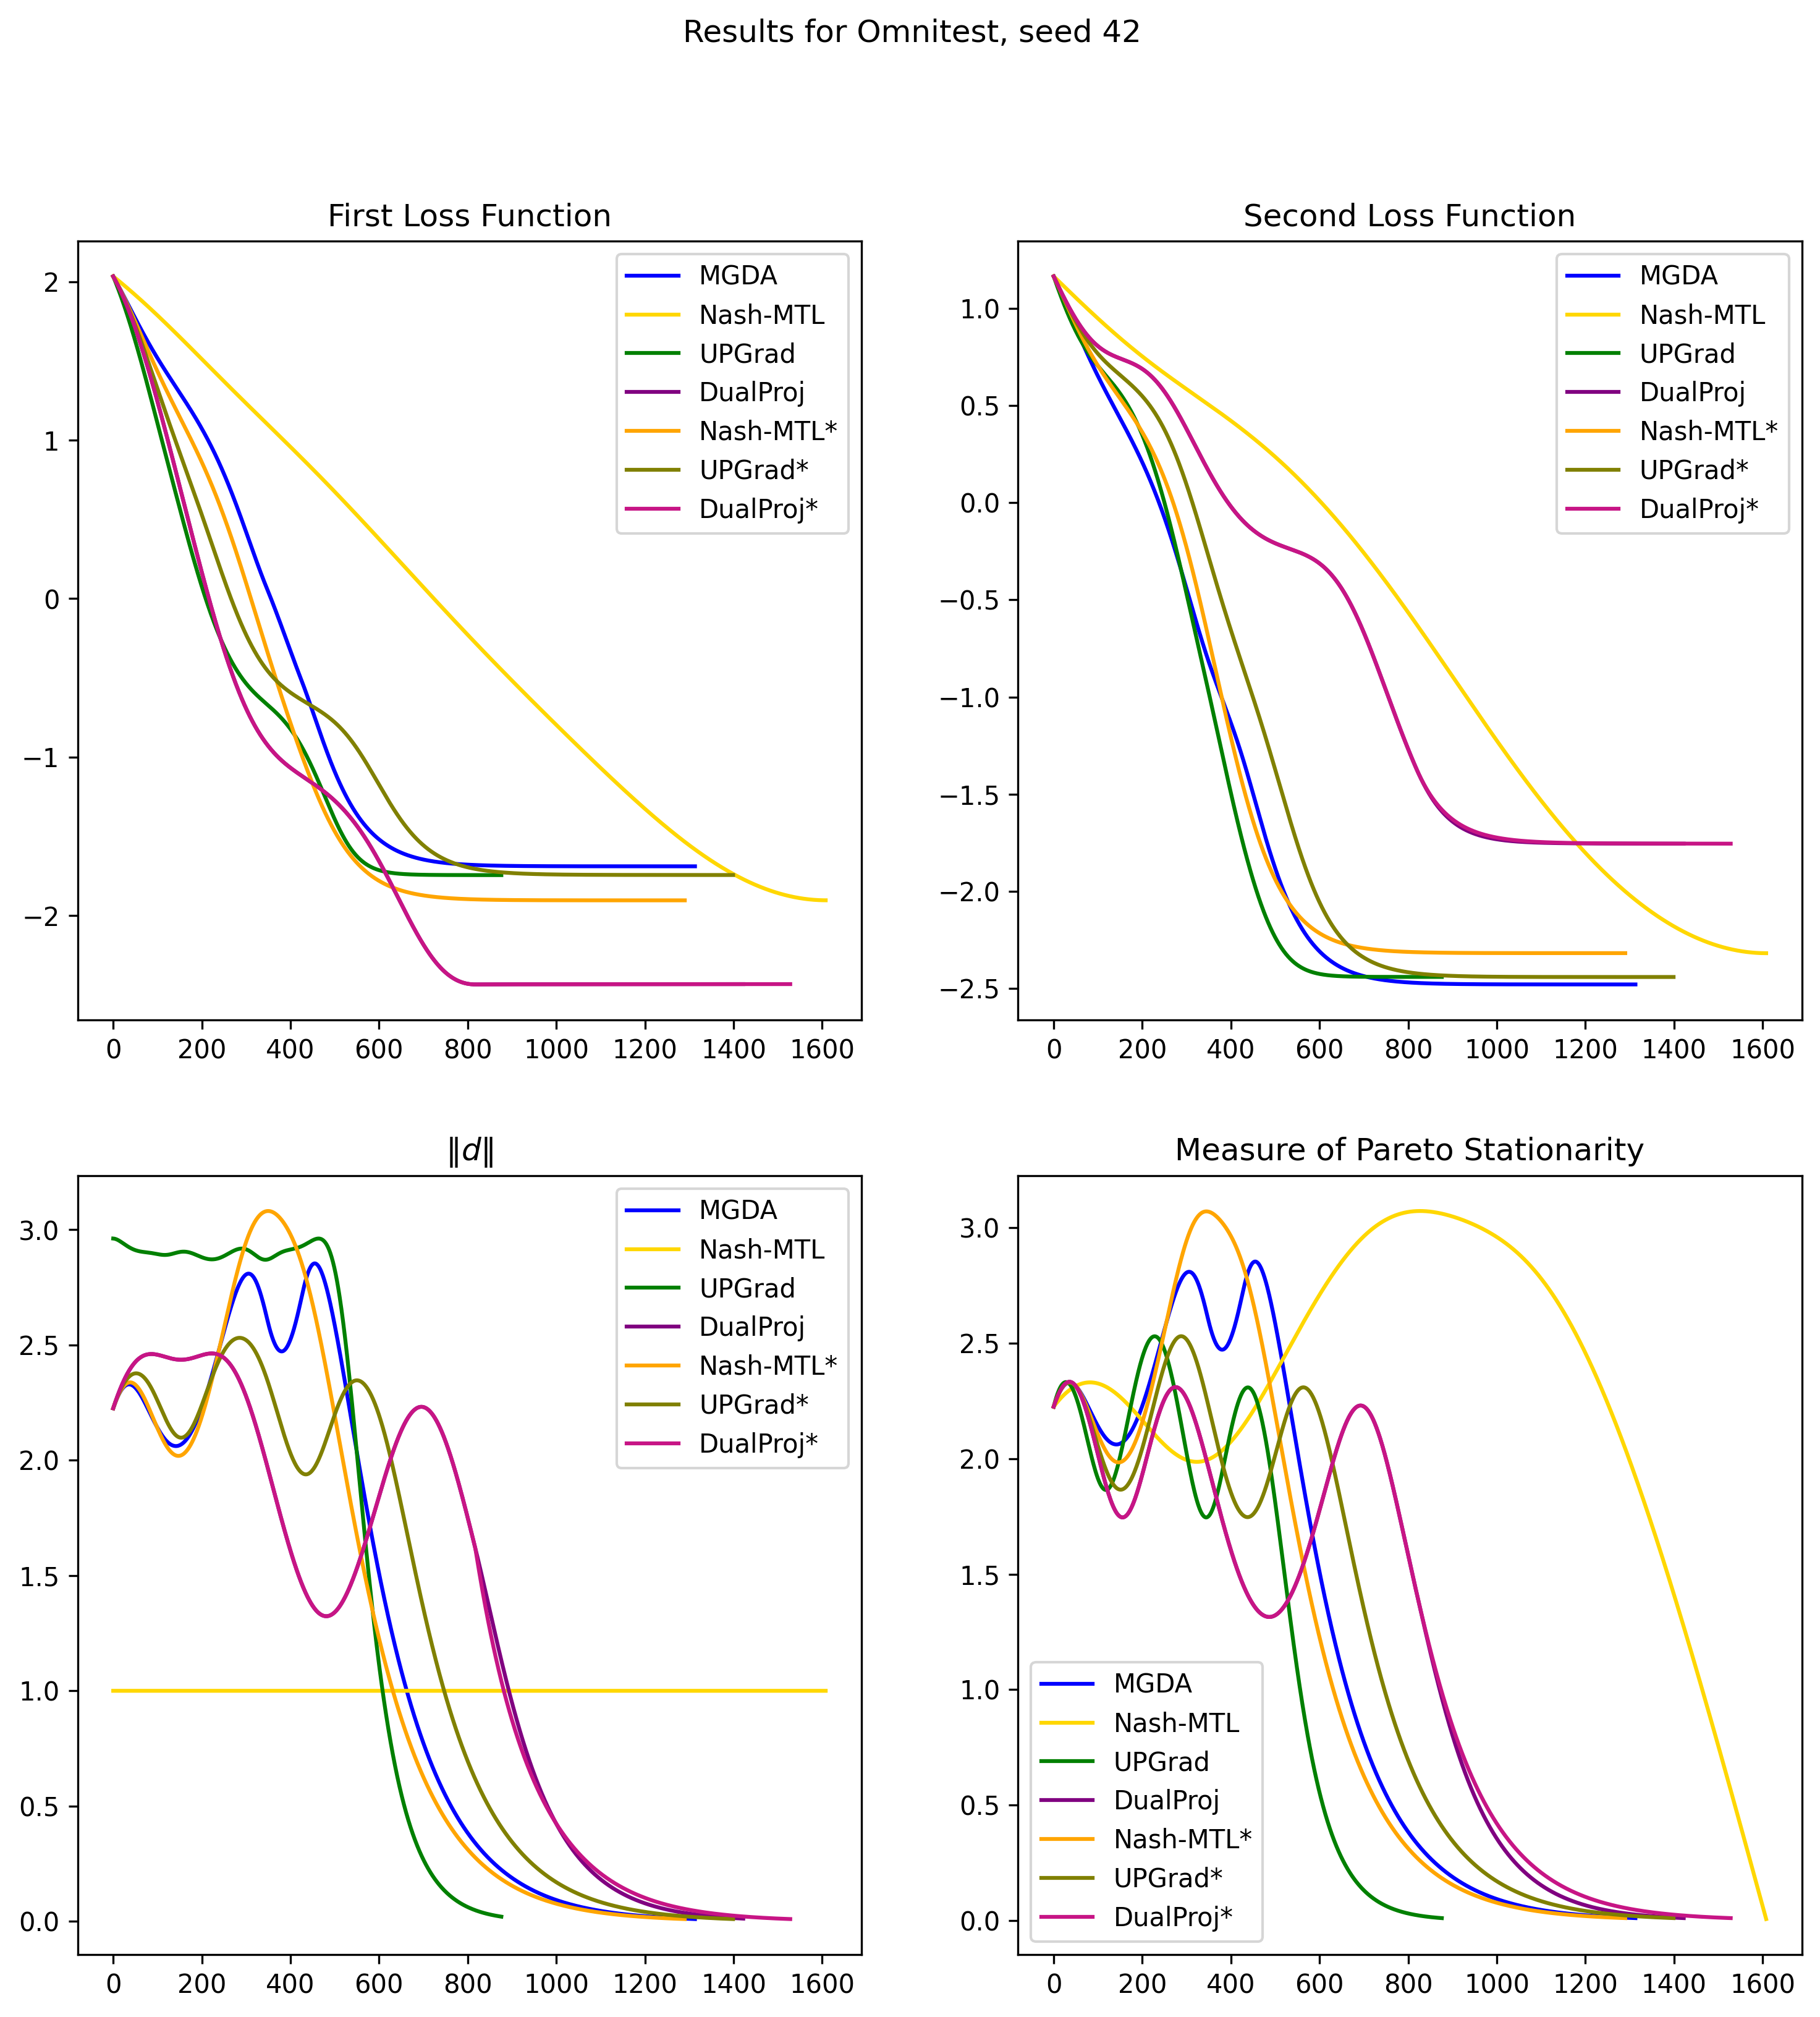 Results for Omnitest, seed 42
First Loss Function
2
1
0
−1
−2
0 200 400 600 800 1000 1200 1400 1600
MGDA
Nash-MTL
UPGrad
DualProj
Nash-MTL*
UPGrad*
DualProj*
Second Loss Function
1.0
0.5
0.0
−0.5
−1.0
−1.5
−2.0
−2.5
0 200 400 600 800 1000 1200 1400 1600
MGDA
Nash-MTL
UPGrad
DualProj
Nash-MTL*
UPGrad*
DualProj*
‖d‖
3.0
2.5
2.0
1.5
1.0
0.5
0.0
0 200 400 600 800 1000 1200 1400 1600
MGDA
Nash-MTL
UPGrad
DualProj
Nash-MTL*
UPGrad*
DualProj*
Measure of Pareto Stationarity
3.0
2.5
2.0
1.5
1.0
0.5
0.0
0 200 400 600 800 1000 1200 1400 1600
MGDA
Nash-MTL
UPGrad
DualProj
Nash-MTL*
UPGrad*
DualProj*